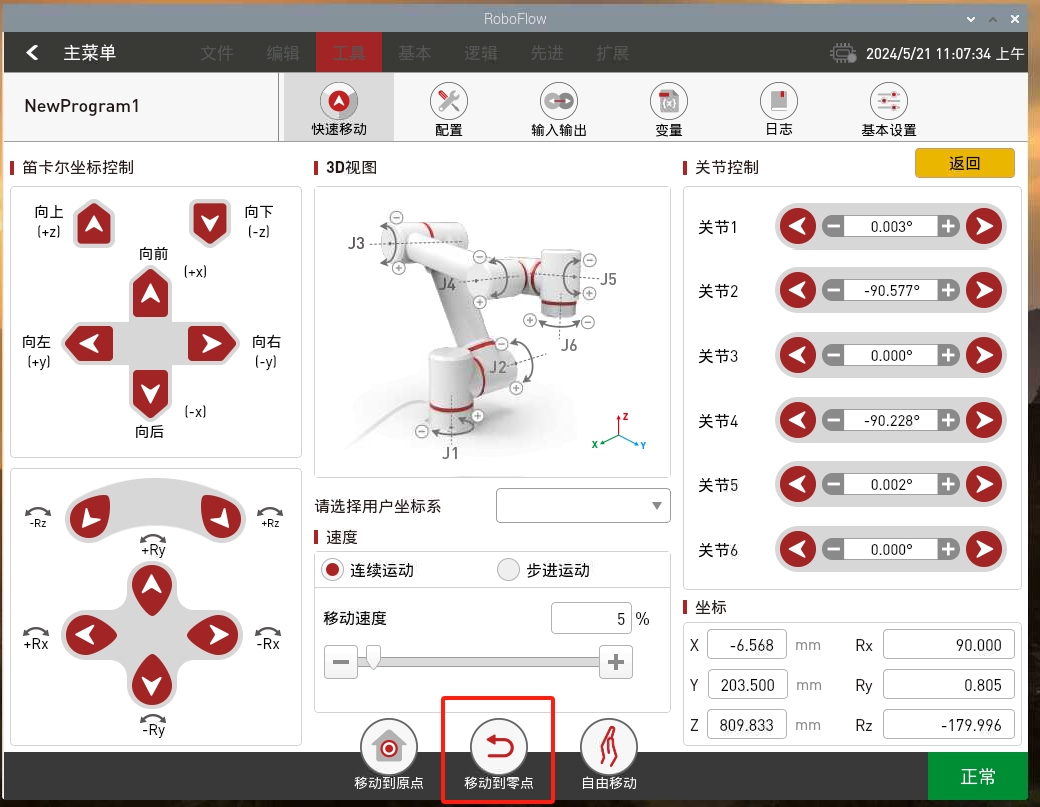 RoboFlow
主菜单 文件 编辑 工具 基本 逻辑 先进 扩展 2024/5/21 11:07:34 上午
NewProgram1
快速移动 配置 输入输出 变量 日志 基本设置
笛卡尔坐标控制
向上
(+z)
向下
(-z)
向前
(+x)
向左
(+y)
向右
(-y)
(-x)
向后
-Rz
+Rz
+Ry
+Rx
-Rx
-Ry
3D视图
J3
J4
J5
J6
J2
J1
Z
X
Y
请选择用户坐标系
速度
连续运动 步进运动
移动速度 5 %
关节控制 返回
关节1 0.003°
关节2 -90.577°
关节3 0.000°
关节4 -90.228°
关节5 0.002°
关节6 0.000°
坐标
X -6.568 mm Rx 90.000
Y 203.500 mm Ry 0.805
Z 809.833 mm Rz -179.996
移动到原点 移动到零点 自由移动 正常